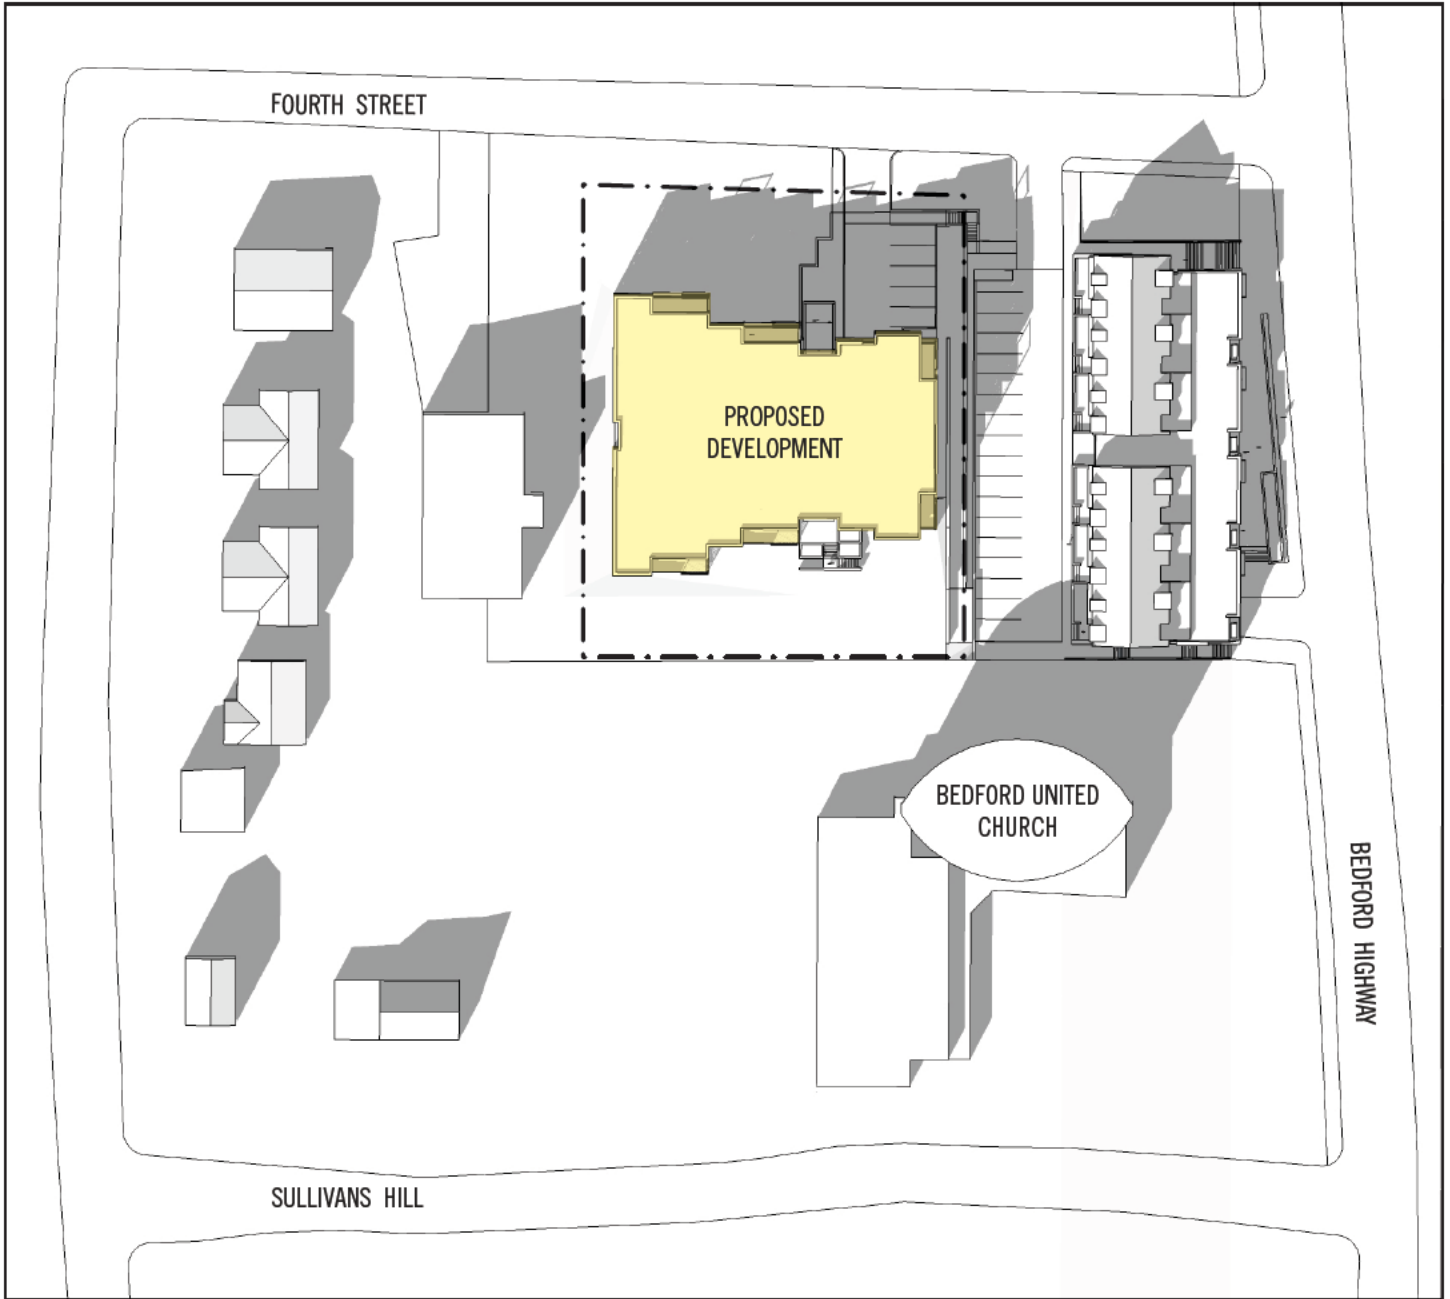 FOURTH STREET
PROPOSED
DEVELOPMENT
BEDFORD UNITED
CHURCH
BEDFORD HIGHWAY
SULLIVANS HILL